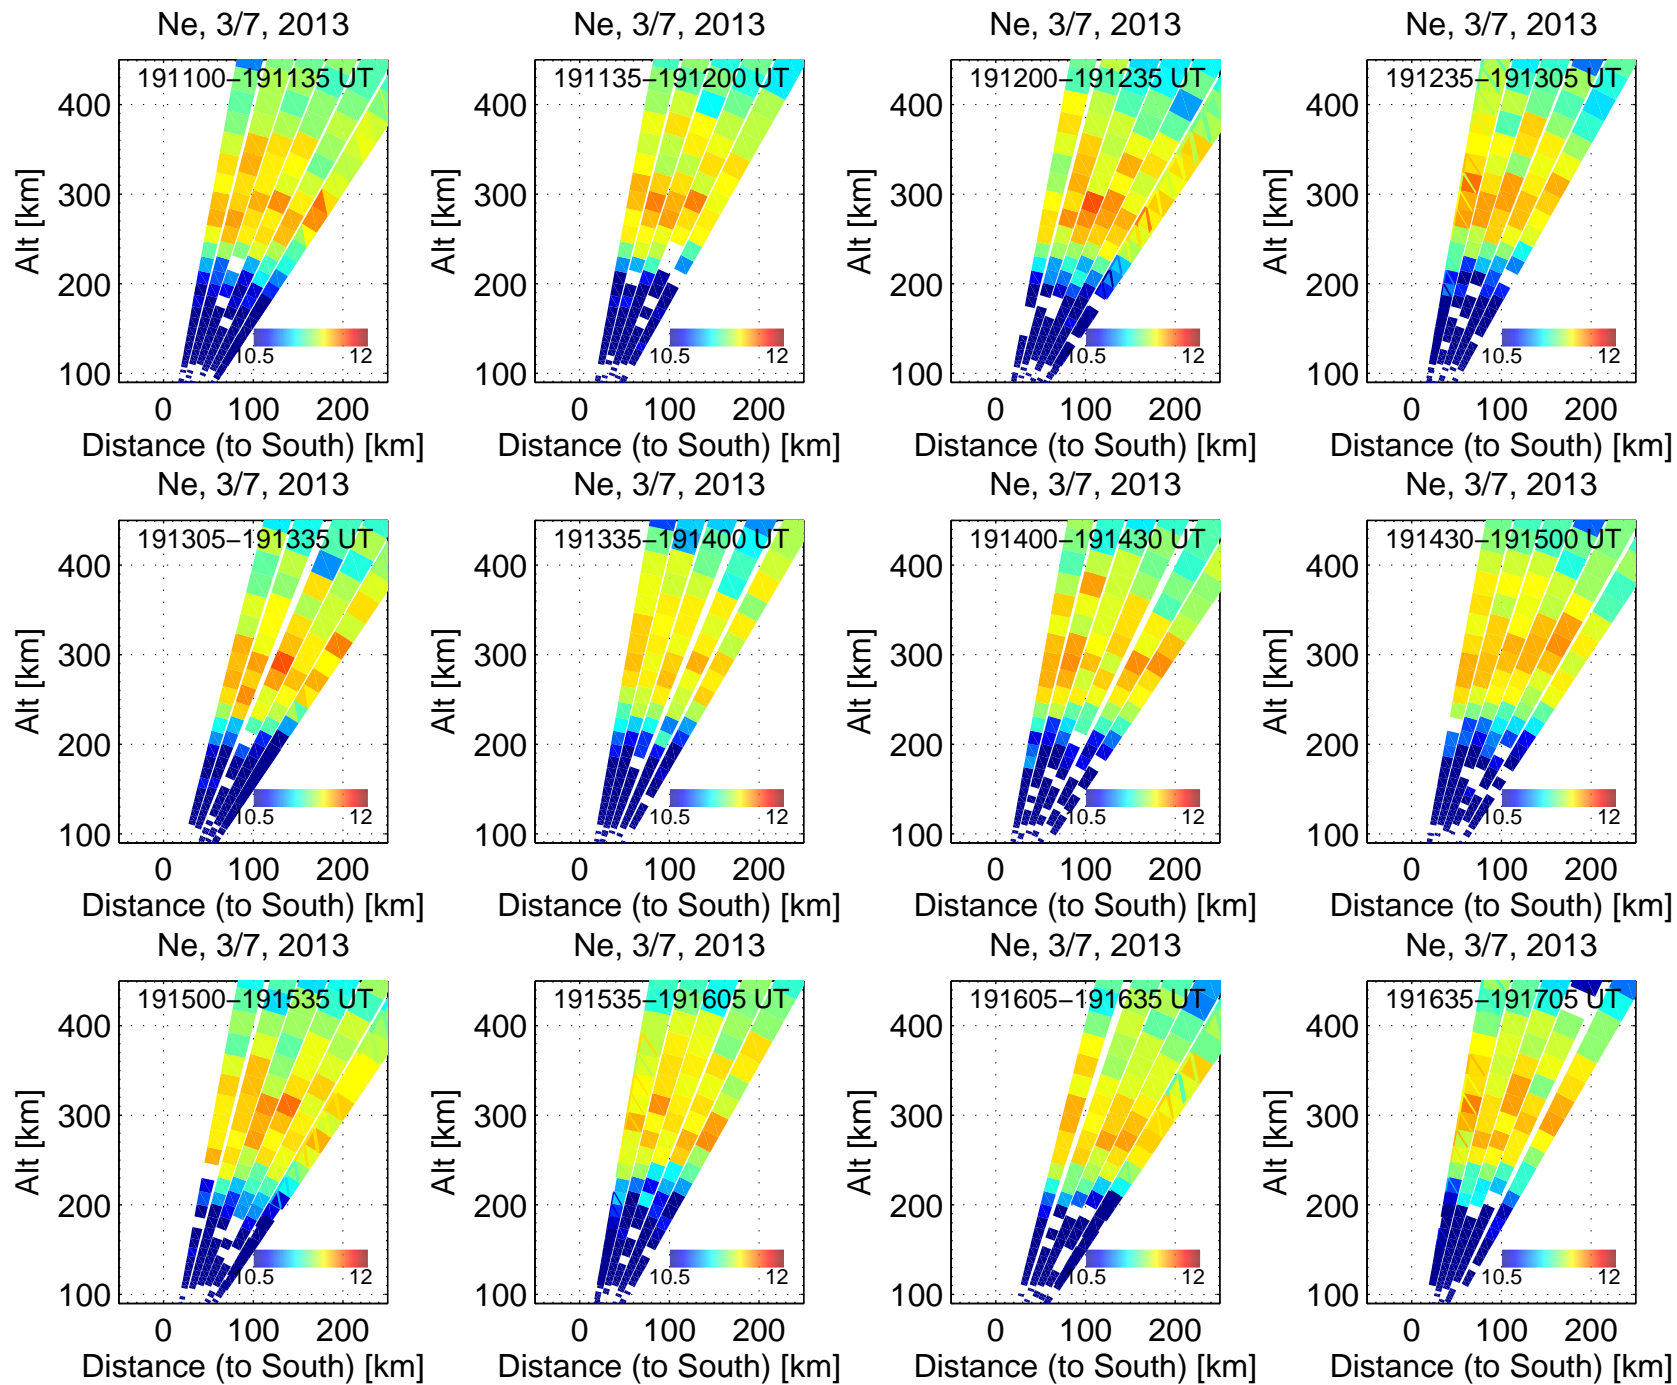 Ne, 3/7, 2013
Ne, 3/7, 2013
Ne, 3/7, 2013
Ne, 3/7, 2013
191100−191135 UT
191135−191200 UT
191200−191235 UT
191235−191305 UT
400
300
200
100
Alt [km]
10.5
12
0
100
200
Distance (to South) [km]
400
300
200
100
Alt [km]
10.5
12
0
100
200
Distance (to South) [km]
400
300
200
100
Alt [km]
10.5
12
0
100
200
Distance (to South) [km]
400
300
200
100
Alt [km]
10.5
12
0
100
200
Distance (to South) [km]
Ne, 3/7, 2013
Ne, 3/7, 2013
Ne, 3/7, 2013
Ne, 3/7, 2013
191305−191335 UT
191335−191400 UT
191400−191430 UT
191430−191500 UT
400
300
200
100
Alt [km]
10.5
12
0
100
200
Distance (to South) [km]
400
300
200
100
Alt [km]
10.5
12
0
100
200
Distance (to South) [km]
400
300
200
100
Alt [km]
10.5
12
0
100
200
Distance (to South) [km]
400
300
200
100
Alt [km]
10.5
12
0
100
200
Distance (to South) [km]
Ne, 3/7, 2013
Ne, 3/7, 2013
Ne, 3/7, 2013
Ne, 3/7, 2013
191500−191535 UT
191535−191605 UT
191605−191635 UT
191635−191705 UT
400
300
200
100
Alt [km]
10.5
12
0
100
200
Distance (to South) [km]
400
300
200
100
Alt [km]
10.5
12
0
100
200
Distance (to South) [km]
400
300
200
100
Alt [km]
10.5
12
0
100
200
Distance (to South) [km]
400
300
200
100
Alt [km]
10.5
12
0
100
200
Distance (to South) [km]